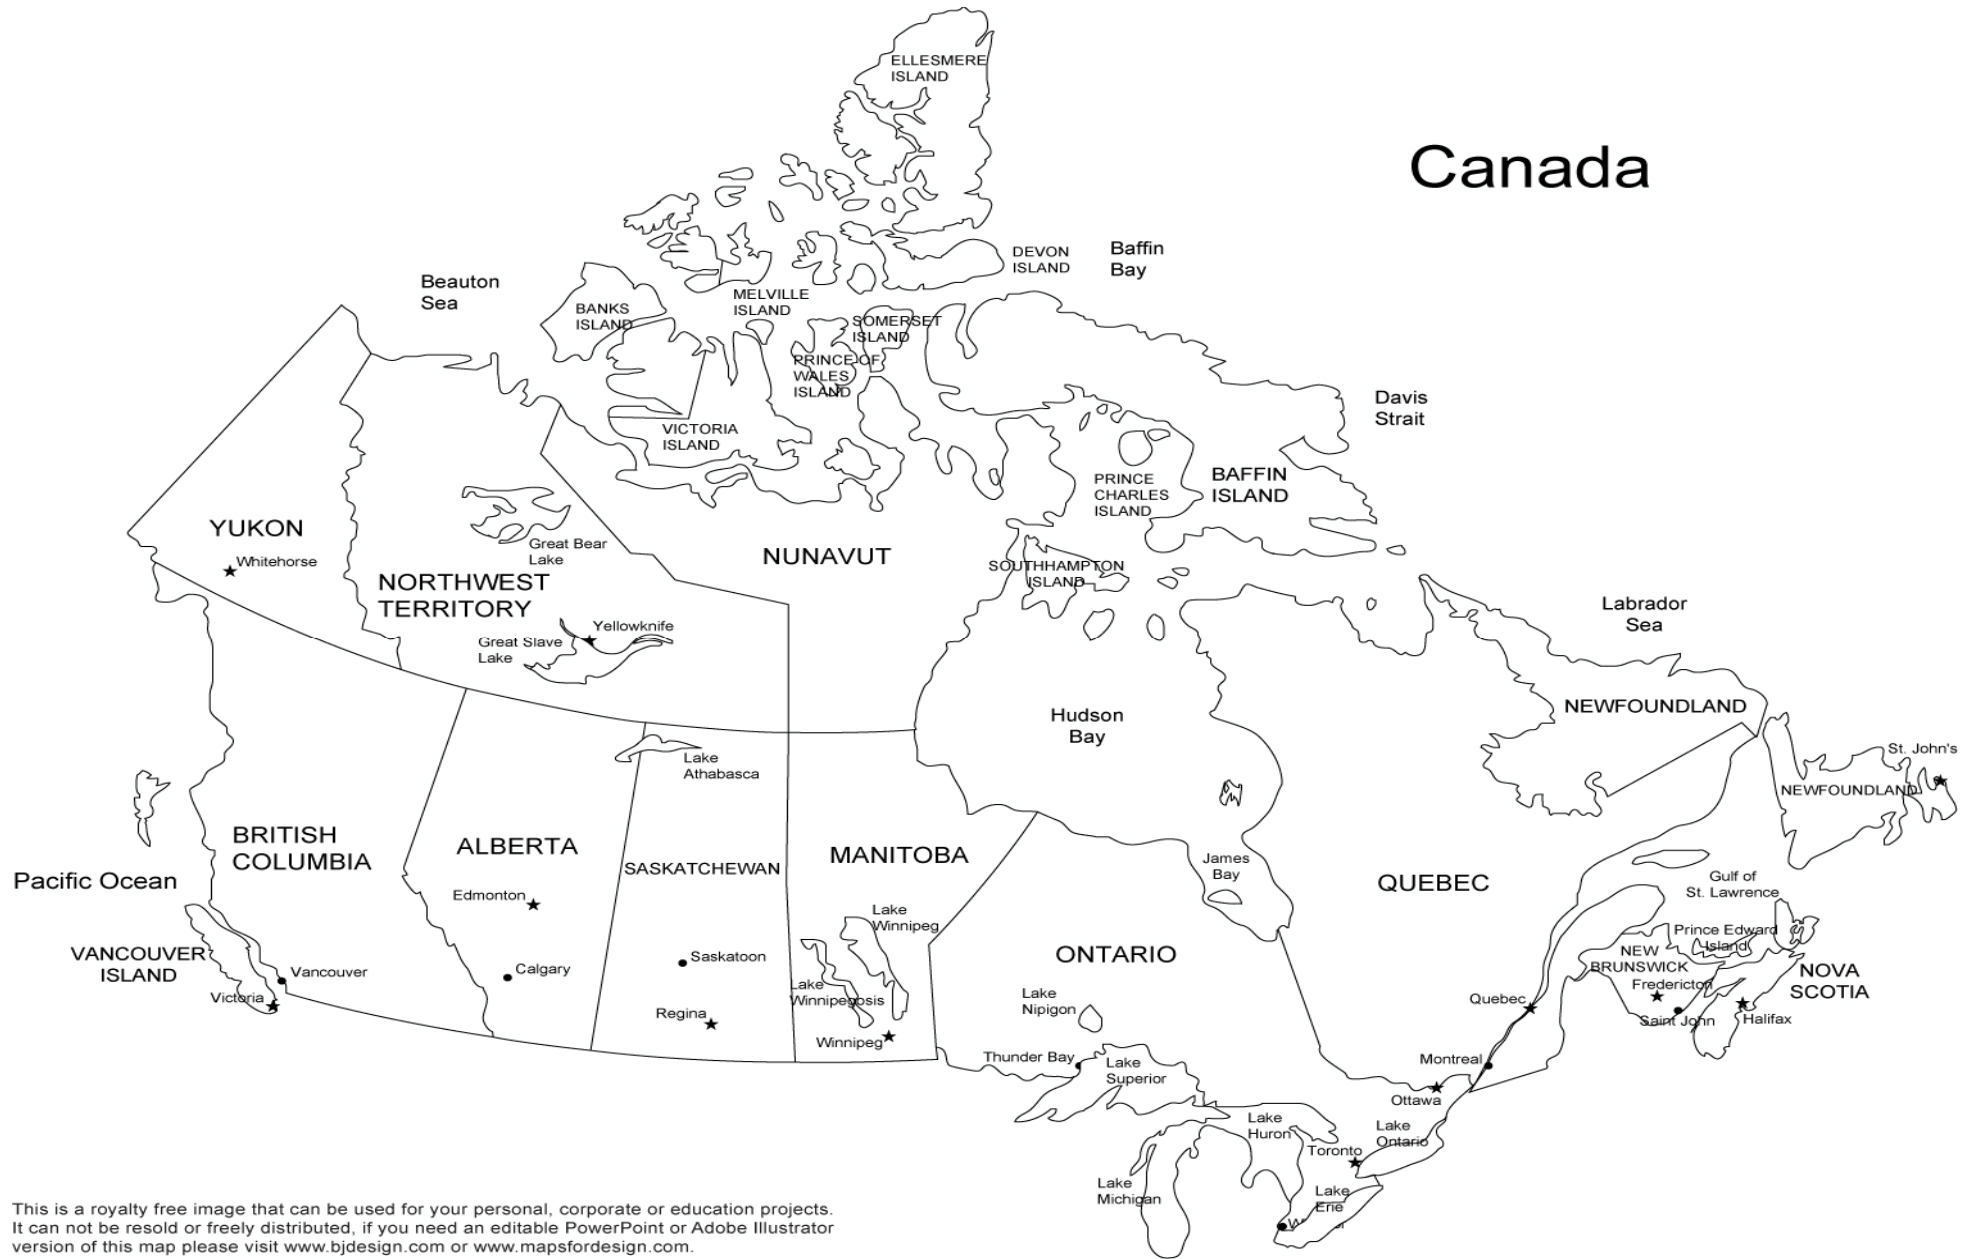 ELLESMERE
ISLAND
Canada
DEVON
ISLAND
Baffin
Bay
Beauton
Sea
BANKS
ISLAND
MELVILLE
ISLAND
SOMERSET
ISLAND
PRINCE OF
WALES
ISLAND
VICTORIA
ISLAND
Davis
Strait
PRINCE
CHARLES
ISLAND
BAFFIN
ISLAND
YUKON
Whitehorse
Great Bear
Lake
NORTHWEST
TERRITORY
NUNAVUT
SOUTHHAMPTON
ISLAND
Yellowknife
Great Slave
Lake
Labrador
Sea
Hudson
Bay
NEWFOUNDLAND
St. John's
NEWFOUNDLAND
Lake
Athabasca
BRITISH
COLUMBIA
ALBERTA
SASKATCHEWAN
MANITOBA
James
Bay
QUEBEC
Gulf of
St. Lawrence
Pacific Ocean
Edmonton
Lake
Winnipeg
VANCOUVER
ISLAND
Vancouver
Victoria
Calgary
Saskatoon
Regina
Lake
Winnipegosis
Winnipeg
ONTARIO
Lake
Nipigon
Thunder Bay
Lake
Superior
Prince Edward
Island
NEW
BRUNSWICK
Fredericton
Saint John
NOVA
SCOTIA
Halifax
Quebec
Montreal
Ottawa
Lake
Huron
Lake
Ontario
Toronto
Lake
Michigan
Lake
Erie
This is a royalty free image that can be used for your personal, corporate or education projects.
It can not be resold or freely distributed, if you need an editable PowerPoint or Adobe Illustrator
version of this map please visit www.bjdesign.com or www.mapsfordesign.com.